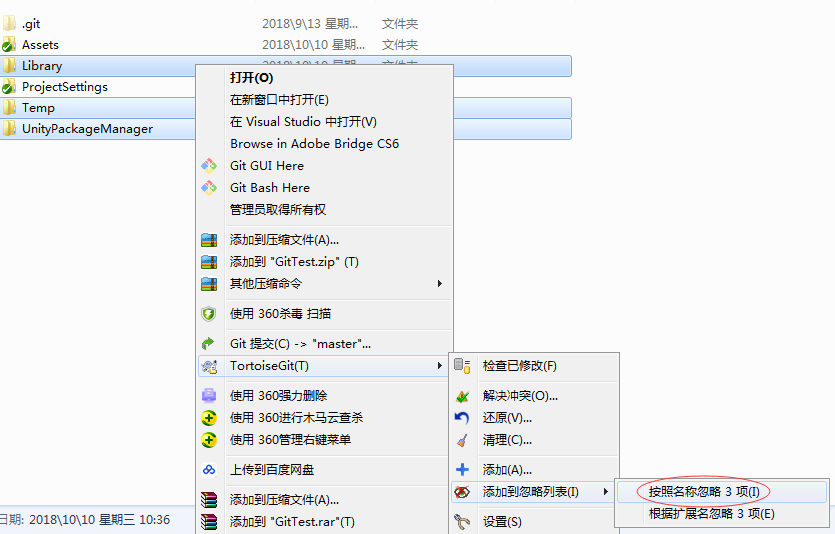 .git 2018\9\13 星期... 文件夹
Assets 2018\10\10 星期... 文件夹
Library 2018\10\10 星期... 文件夹
ProjectSettings
Temp
UnityPackageManager
打开(O)
在新窗口中打开(E)
在 Visual Studio 中打开(V)
Browse in Adobe Bridge CS6
Git GUI Here
Git Bash Here
管理员取得所有权
添加到压缩文件(A)...
添加到 "GitTest.zip" (T)
其他压缩命令
使用 360杀毒 扫描
Git 提交(C) -> "master"...
TortoiseGit(T)
使用 360强力删除
使用 360进行木马云查杀
使用 360管理右键菜单
上传到百度网盘
添加到压缩文件(A)...
添加到 "GitTest.rar"(T)
检查已修改(F)
解决冲突(O)...
还原(V)...
清理(C)...
添加(A)...
添加到忽略列表(I)
设置(S)
按照名称忽略 3 项(I)
根据扩展名忽略 3 项(E)
日期: 2018\10\10 星期三 10:36